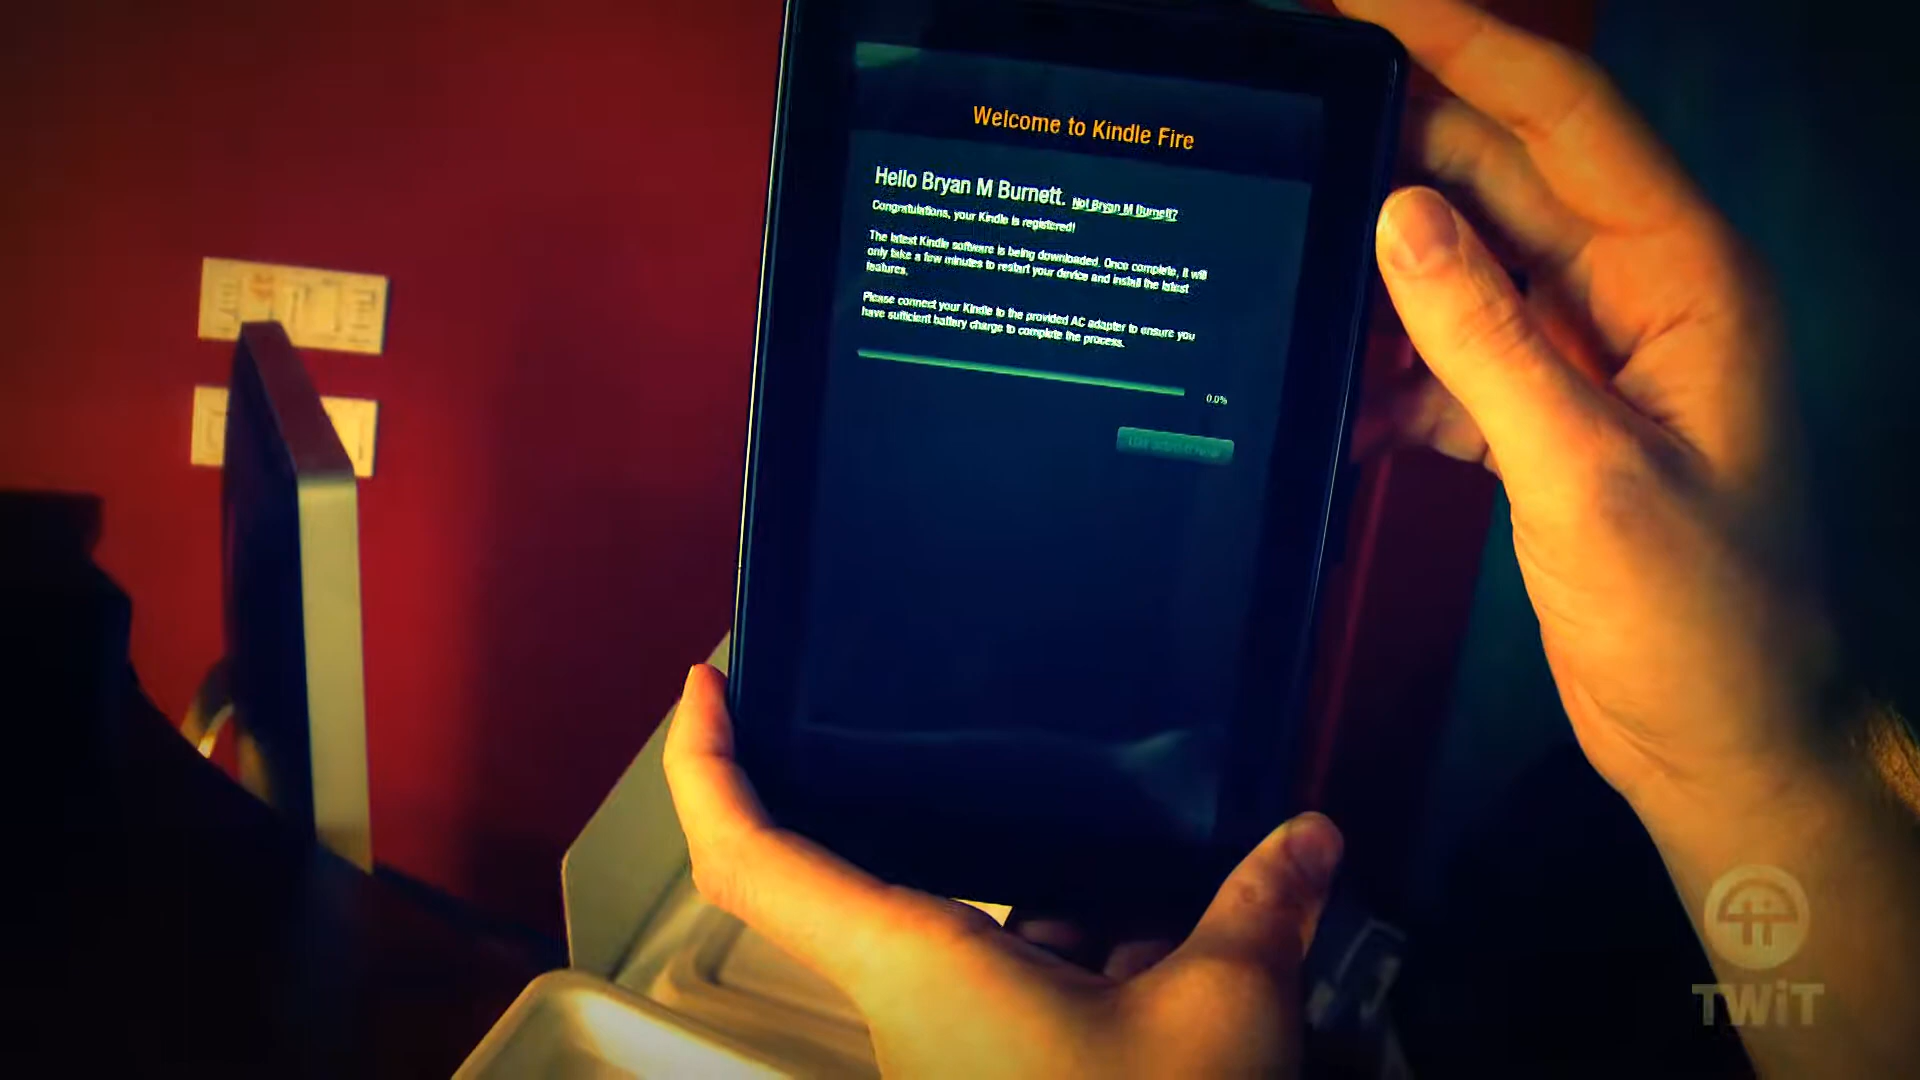 Welcome to Kindle Fire
Hello Bryan M Burnett. Not Bryan M Burnett?
Congratulations, your Kindle is registered!
The latest Kindle software is being downloaded. Once complete, it will
only take a few minutes to restart your device and install the latest
features.
Please connect your Kindle to the provided AC adapter to ensure you
have sufficient battery charge to complete the process.
0.0%
TWiT